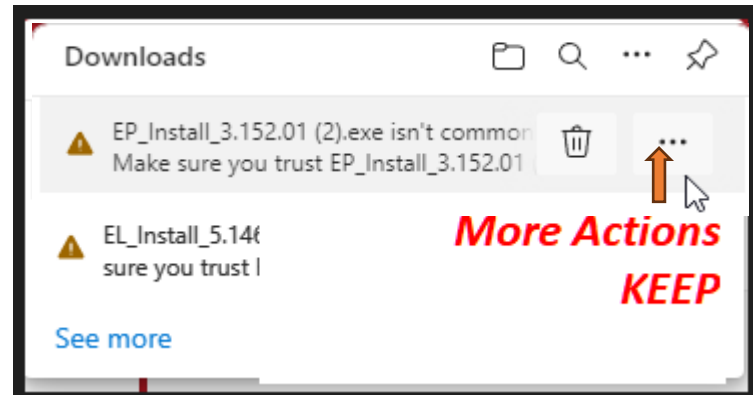 Downloads
EP_Install_3.152.01 (2).exe isn't common
Make sure you trust EP_Install_3.152.01
EL_Install_5.146
sure you trust
More Actions
KEEP
See more